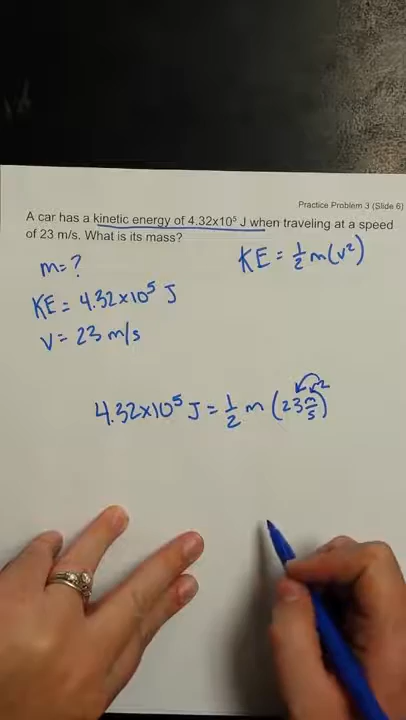 Practice Problem 3 (Slide 6)
A car has a kinetic energy of 4.32x10⁵ J when traveling at a speed
of 23 m/s. What is its mass?
m=?
KE = ½ m(v²)
KE = 4.32x10⁵ J
v = 23 m/s
4.32x10⁵ J = ½ m (23 m/s)²